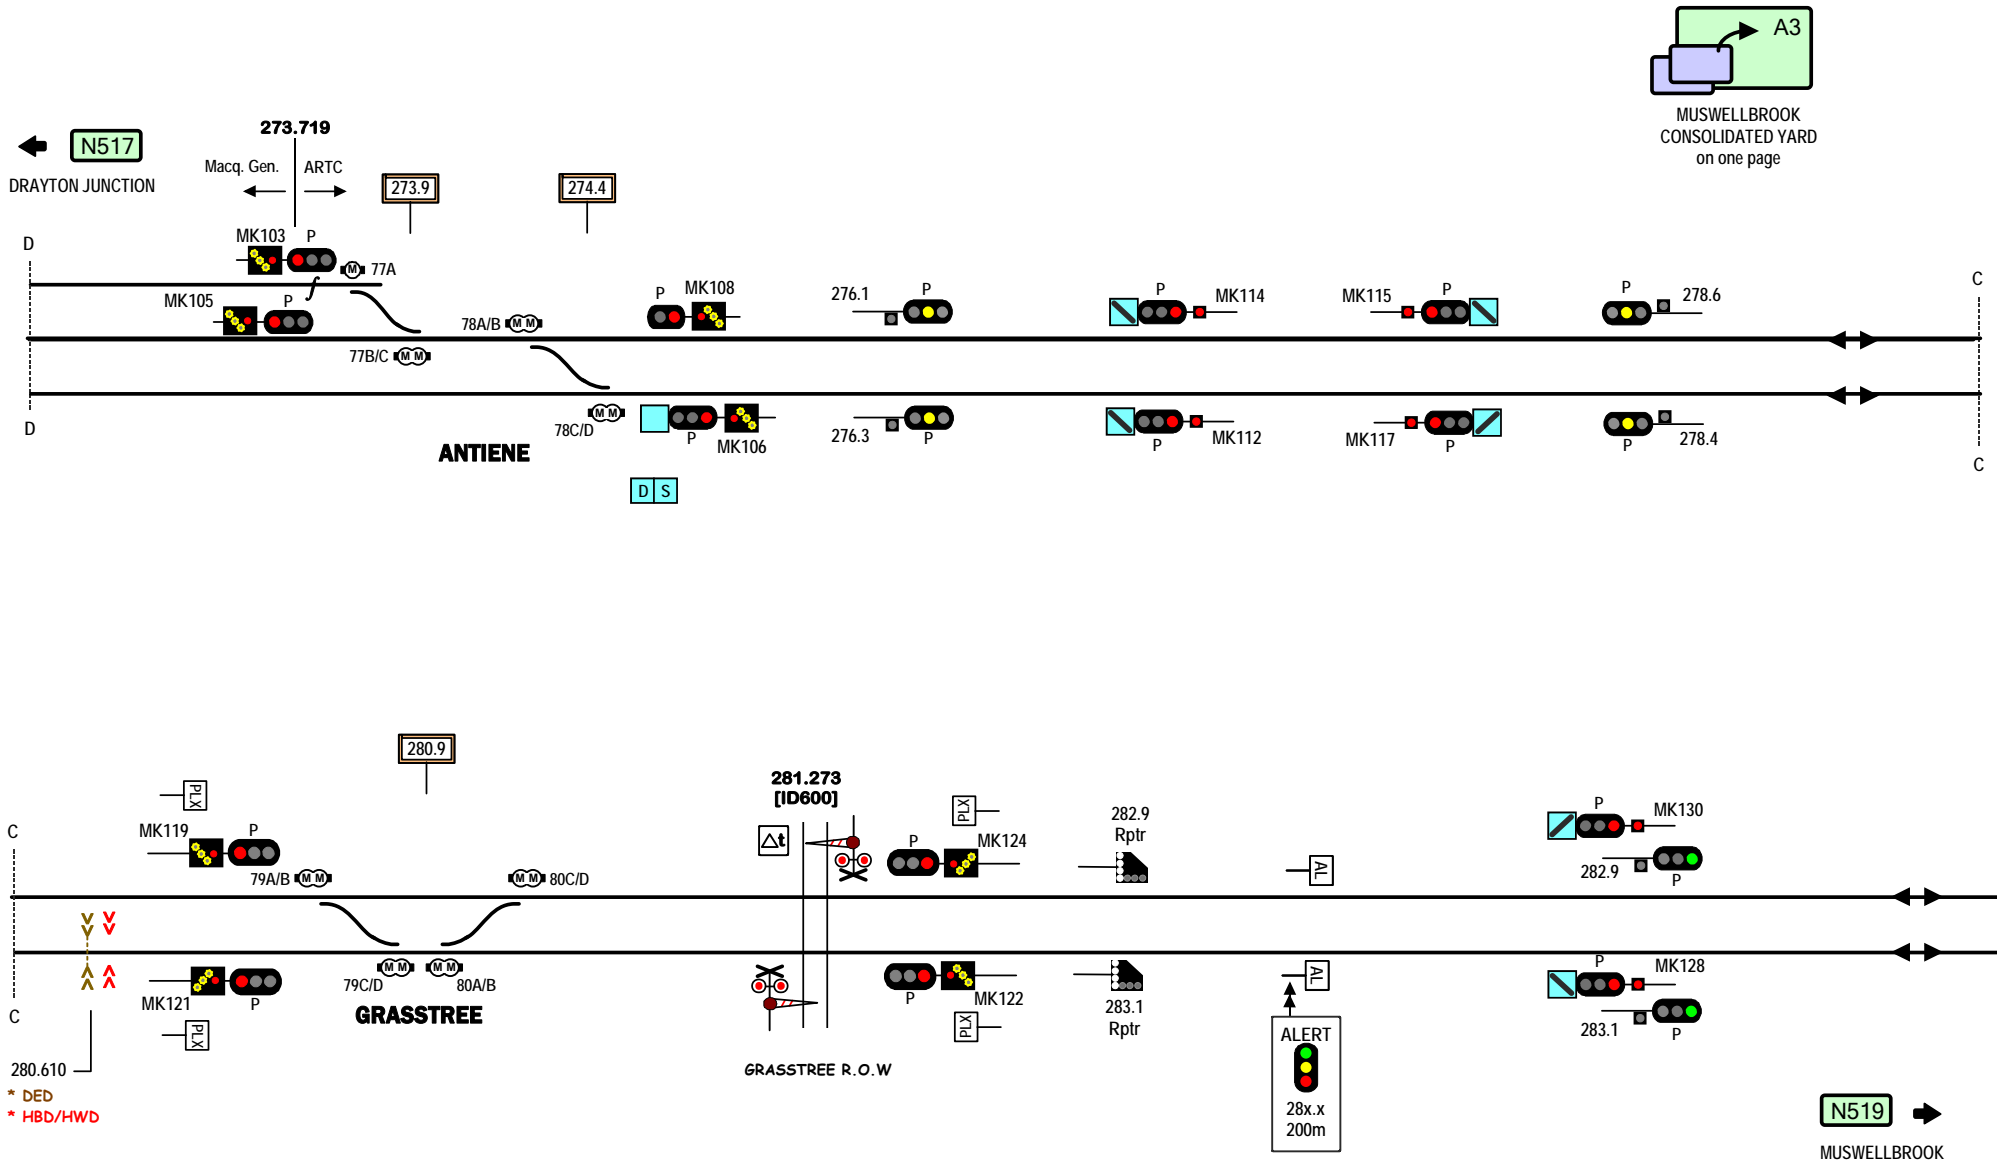 A3
MUSWELLBROOK
CONSOLIDATED YARD
on one page
N517
DRAYTON JUNCTION
273.719
Macq. Gen. ARTC
273.9
274.4
D
MK103 P
M 77A
MK105 P
78A/B M M
77B/C M M
P MK108
276.1 P
P MK114
MK115 P
P 278.6
C
D
78C/D M M
P MK106
276.3 P
P MK112
MK117 P
P 278.4
C
ANTIENE
D S
280.9
PLX
MK119 P
79A/B M M
M M 80C/D
281.273
[ID600]
Δt
PLX
P MK124
282.9
Rptr
AL
P MK130
282.9 P
C
C
MK121 P
PLX
79C/D M M
M M 80A/B
GRASSTREE
P MK122
PLX
283.1
Rptr
AL
P MK128
283.1 P
280.610
* DED
* HBD/HWD
GRASSTREE R.O.W
ALERT
28x.x
200m
N519
MUSWELLBROOK